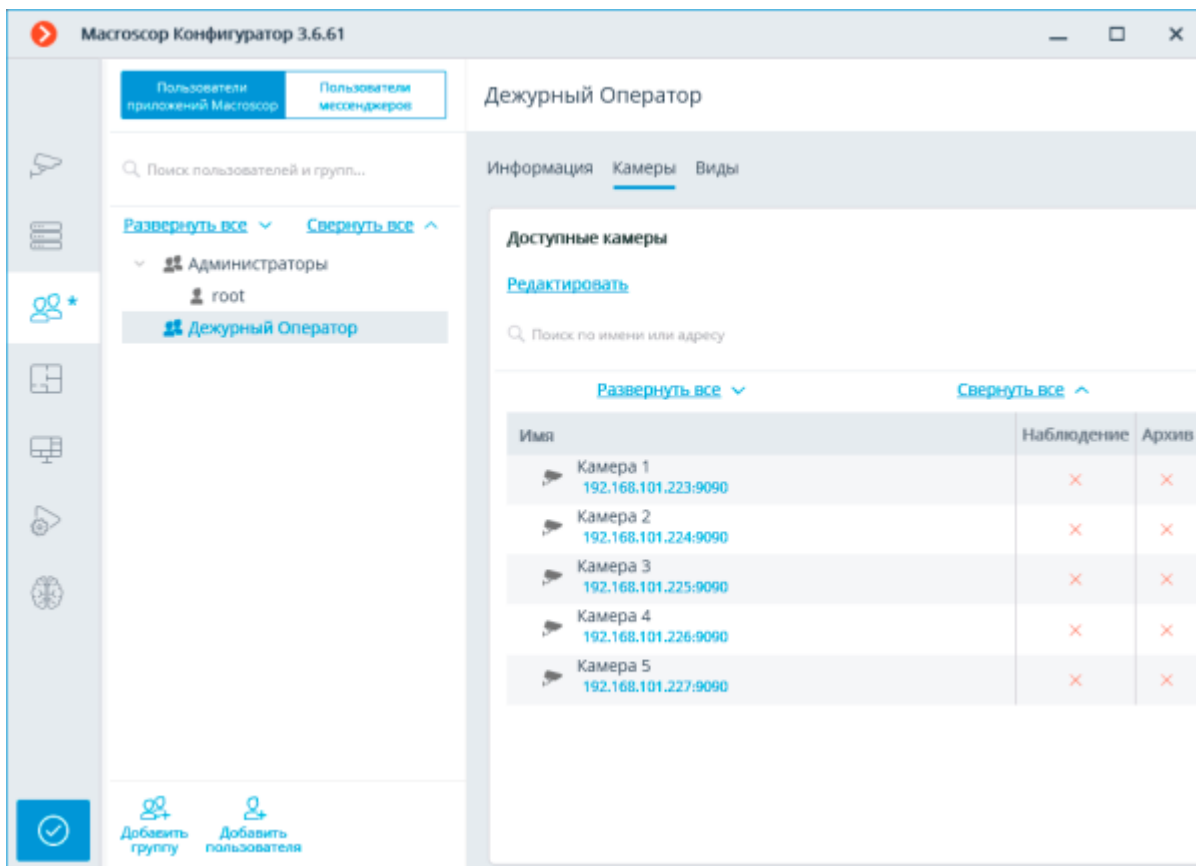 Macroscop Конфигуратор 3.6.61
Пользователи приложений Macroscop
Пользователи мессенджеров
Поиск пользователей и групп...
Развернуть все
Свернуть все
Администраторы
root
Дежурный Оператор
Добавить группу
Добавить пользователя
Дежурный Оператор
Информация Камеры Виды
Доступные камеры
Редактировать
Поиск по имени или адресу
Развернуть все
Свернуть все
Имя Наблюдение Архив
Камера 1
192.168.101.223:9090
Камера 2
192.168.101.224:9090
Камера 3
192.168.101.225:9090
Камера 4
192.168.101.226:9090
Камера 5
192.168.101.227:9090